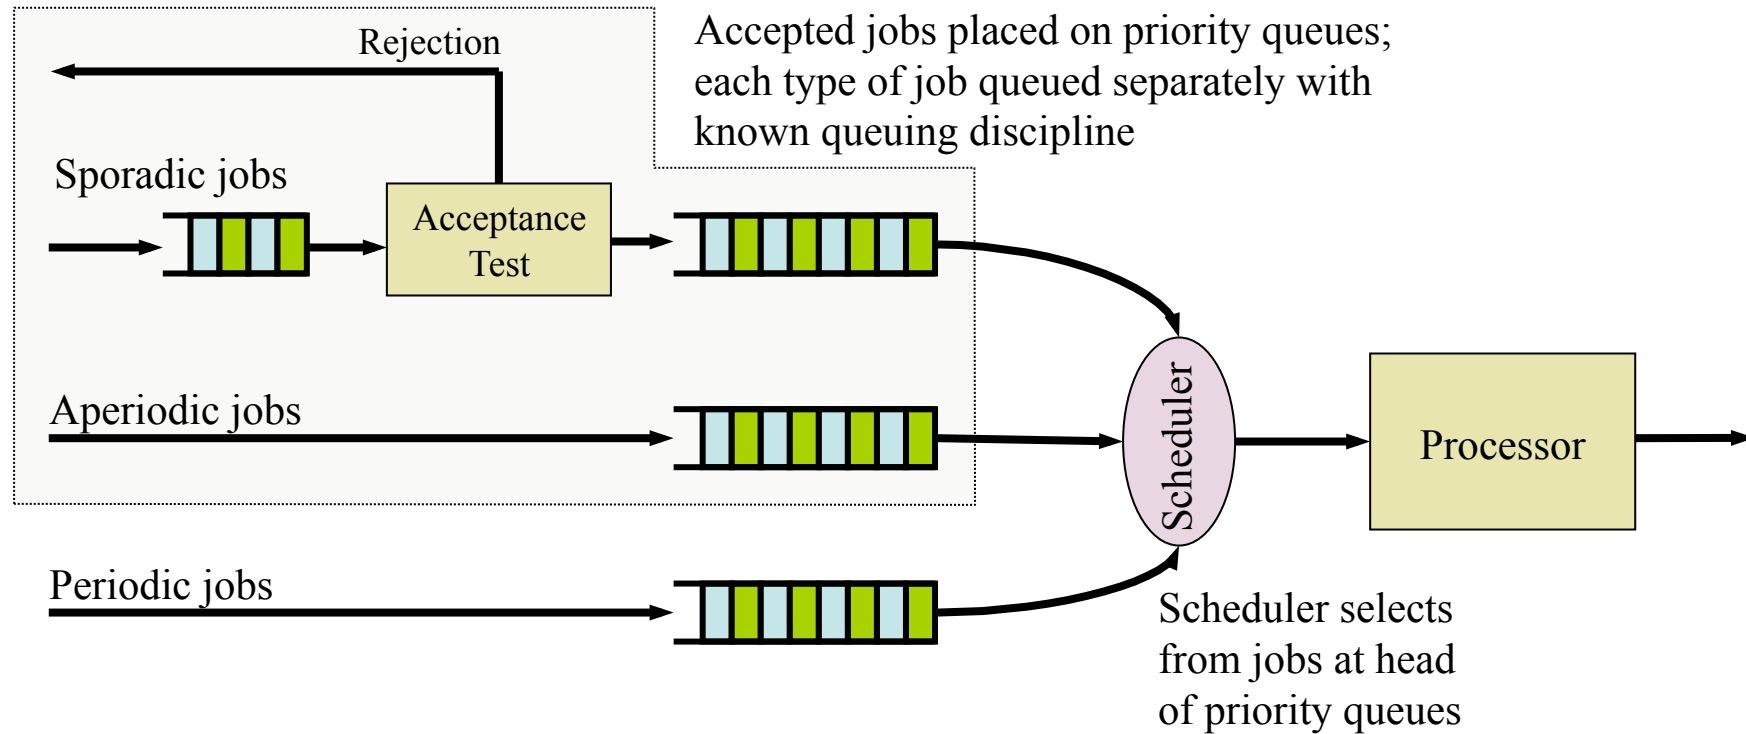 Rejection
Accepted jobs placed on priority queues;
each type of job queued separately with
known queuing discipline
Sporadic jobs
Acceptance
Test
Aperiodic jobs
Scheduler
Processor
Periodic jobs
Scheduler selects
from jobs at head
of priority queues